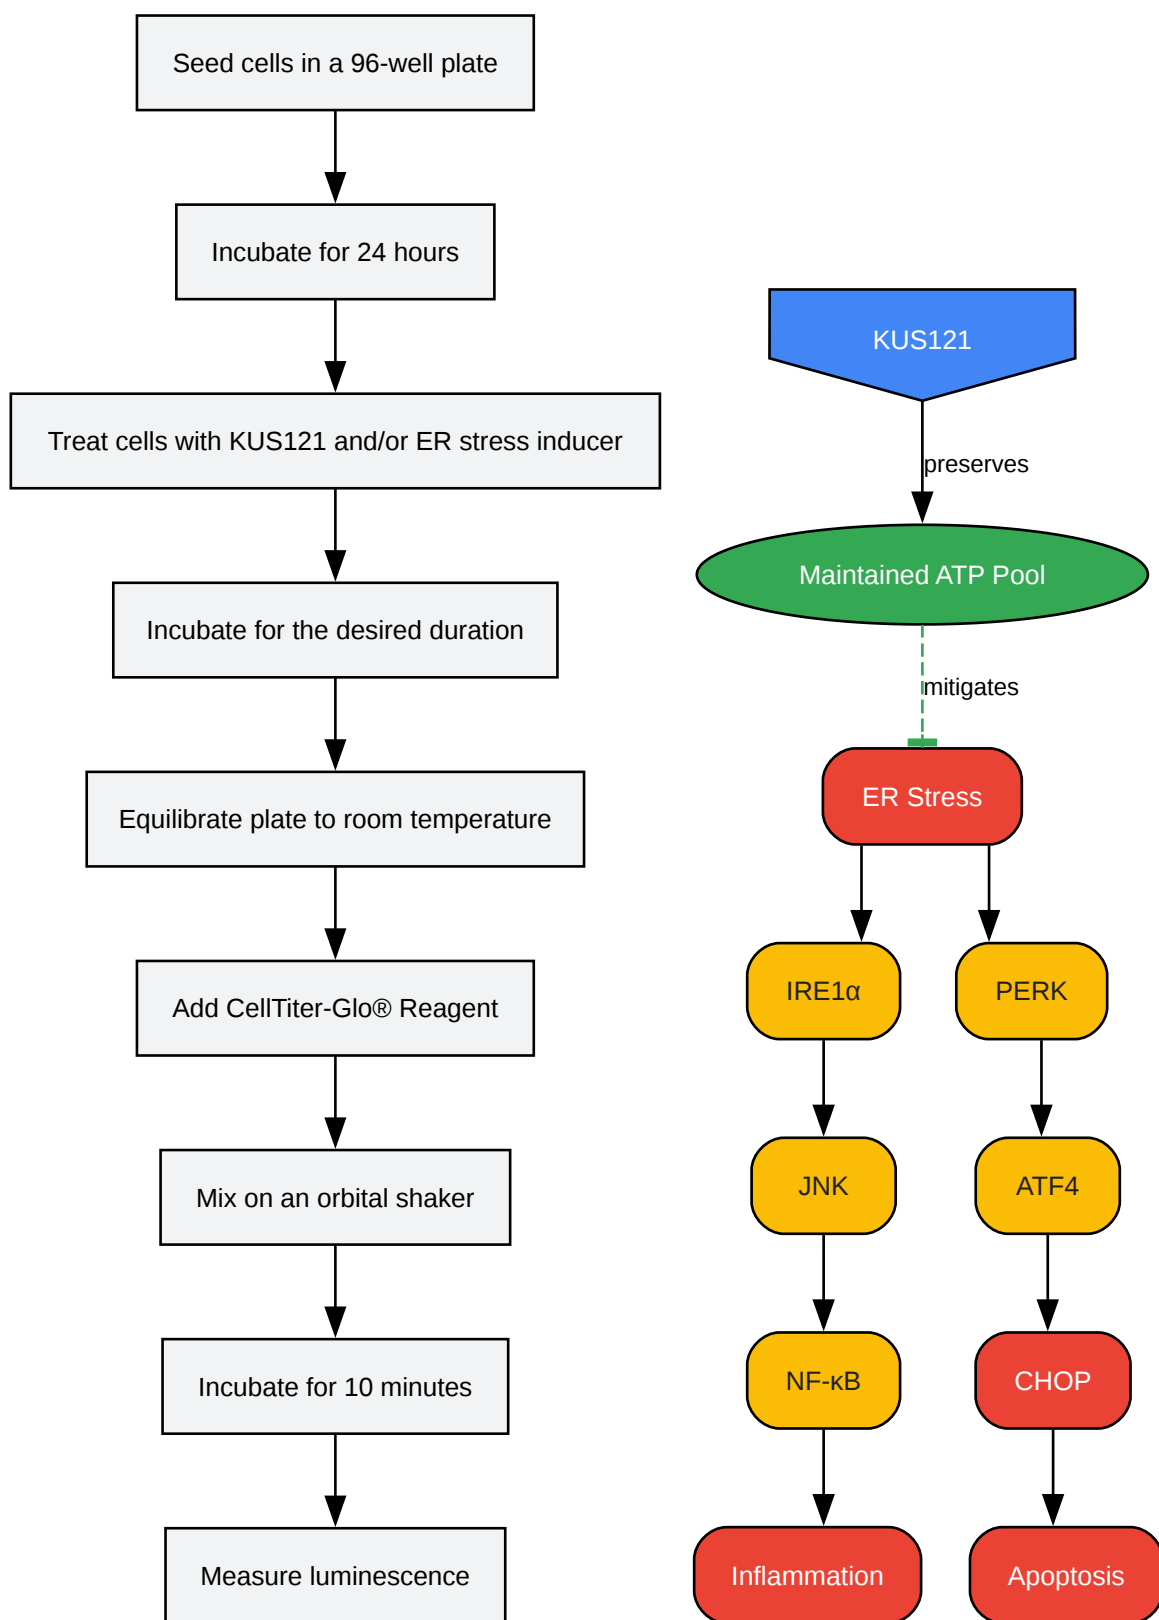 Seed cells in a 96-well plate
Incubate for 24 hours
Treat cells with KUS121 and/or ER stress inducer
Incubate for the desired duration
Equilibrate plate to room temperature
Add CellTiter-Glo® Reagent
Mix on an orbital shaker
Incubate for 10 minutes
Measure luminescence
KUS121
preserves
Maintained ATP Pool
mitigates
ER Stress
IRE1α
PERK
JNK
ATF4
NF-κB
CHOP
Inflammation
Apoptosis